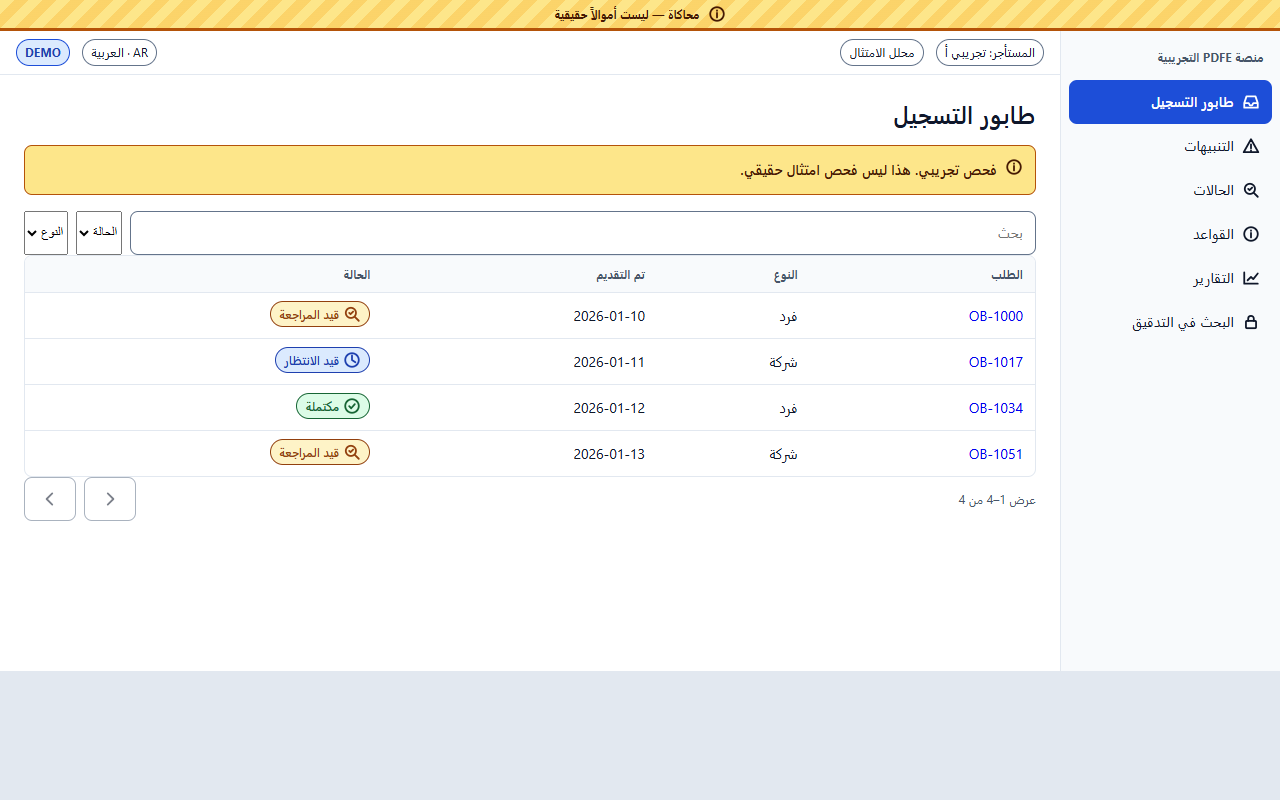 محاكاة — ليست أموالاً حقيقية
منصة PDFE التجريبية
طابور التسجيل
التنبيهات
الحالات
القواعد
التقارير
البحث في التدقيق
المستأجر: تجريبي أ
محلل الامتثال
AR · العربية
DEMO
طابور التسجيل
فحص تجريبي. هذا ليس فحص امتثال حقيقي.
بحث
الحالة
النوع
الطلب النوع تم التقديم الحالة
OB-1000 فرد 2026-01-10 قيد المراجعة
OB-1017 شركة 2026-01-11 قيد الانتظار
OB-1034 فرد 2026-01-12 مكتملة
OB-1051 شركة 2026-01-13 قيد المراجعة
عرض 1–4 من 4